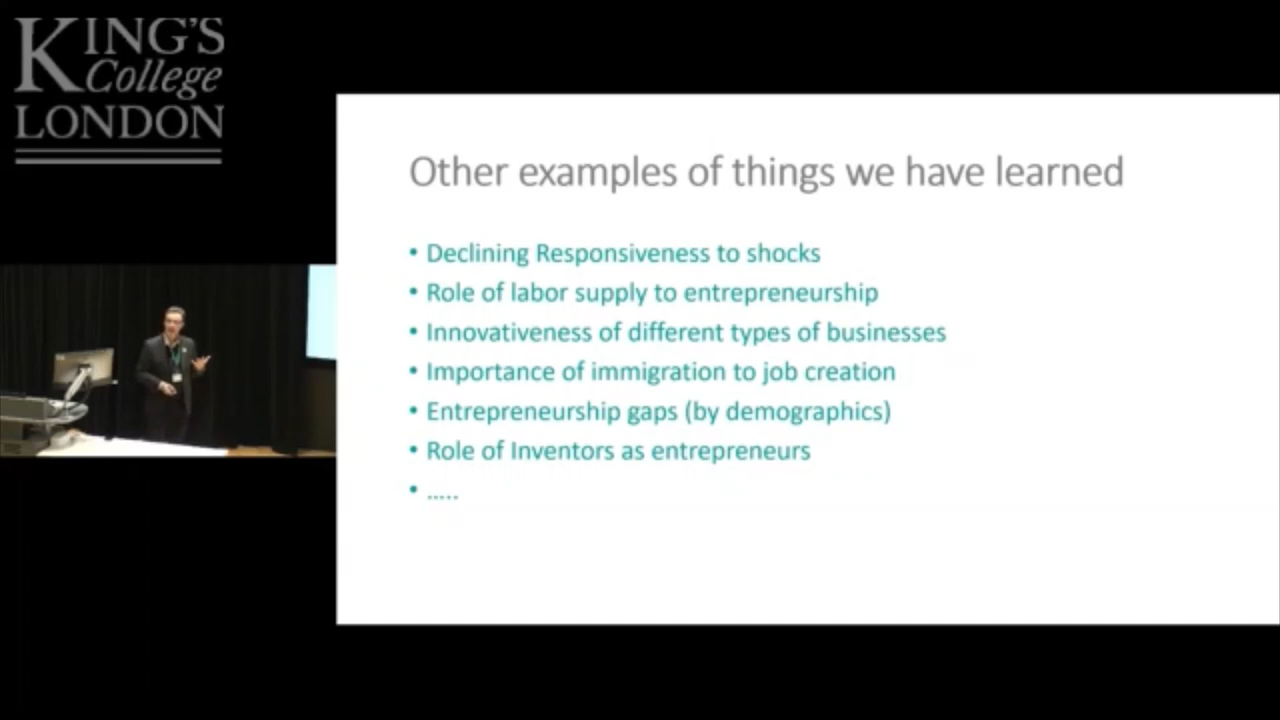 KING'S
College
LONDON
Other examples of things we have learned
• Declining Responsiveness to shocks
• Role of labor supply to entrepreneurship
• Innovativeness of different types of businesses
• Importance of immigration to job creation
• Entrepreneurship gaps (by demographics)
• Role of Inventors as entrepreneurs
• .....